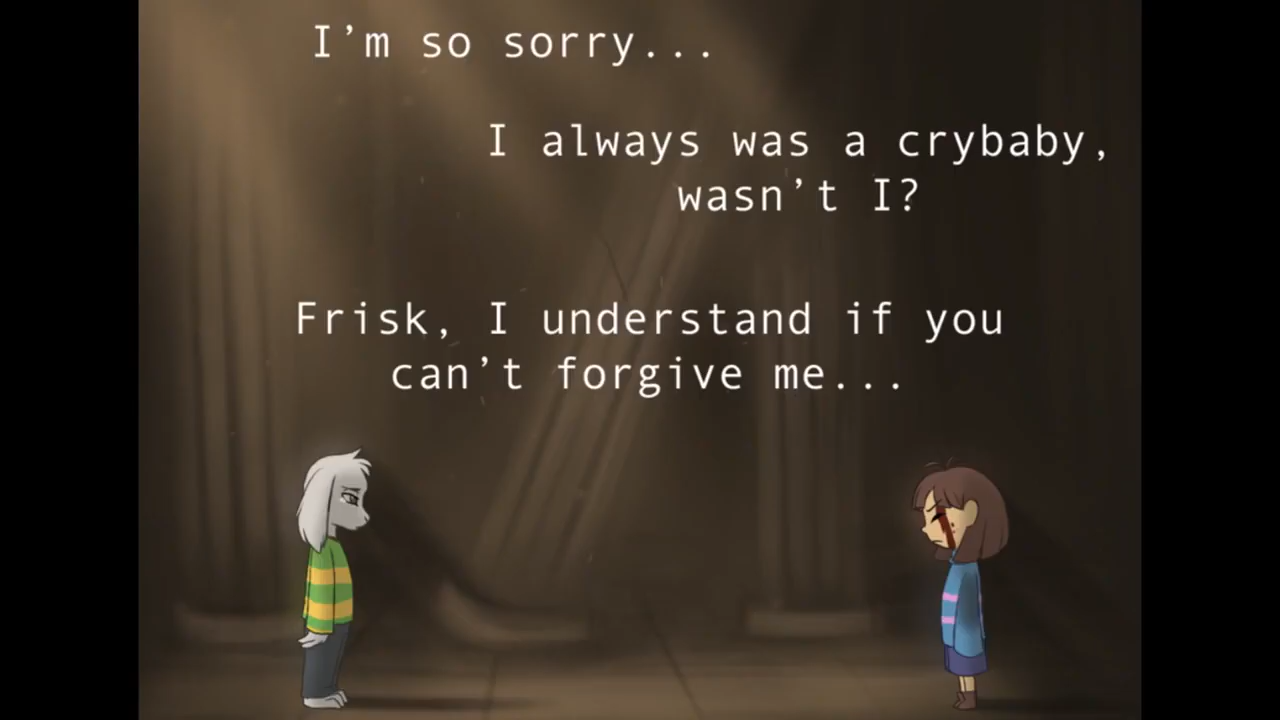 I’m so sorry...
I always was a crybaby,
wasn’t I?
Frisk, I understand if you
can’t forgive me...